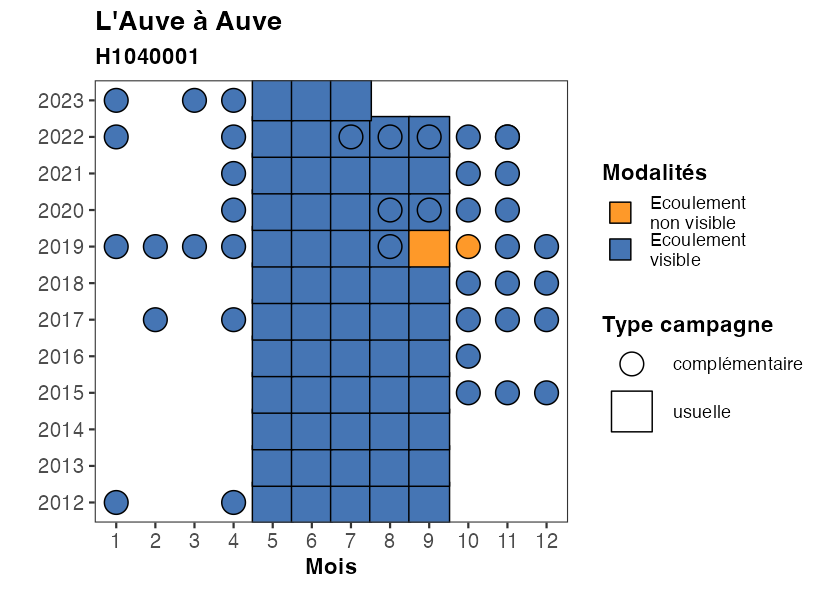 L'Auve à Auve
H1040001
2023
2022
2021
2020
2019
2018
2017
2016
2015
2014
2013
2012
1 2 3 4 5 6 7 8 9 10 11 12
Mois
Modalités
Ecoulement
non visible
Ecoulement
visible
Type campagne
complémentaire
usuelle